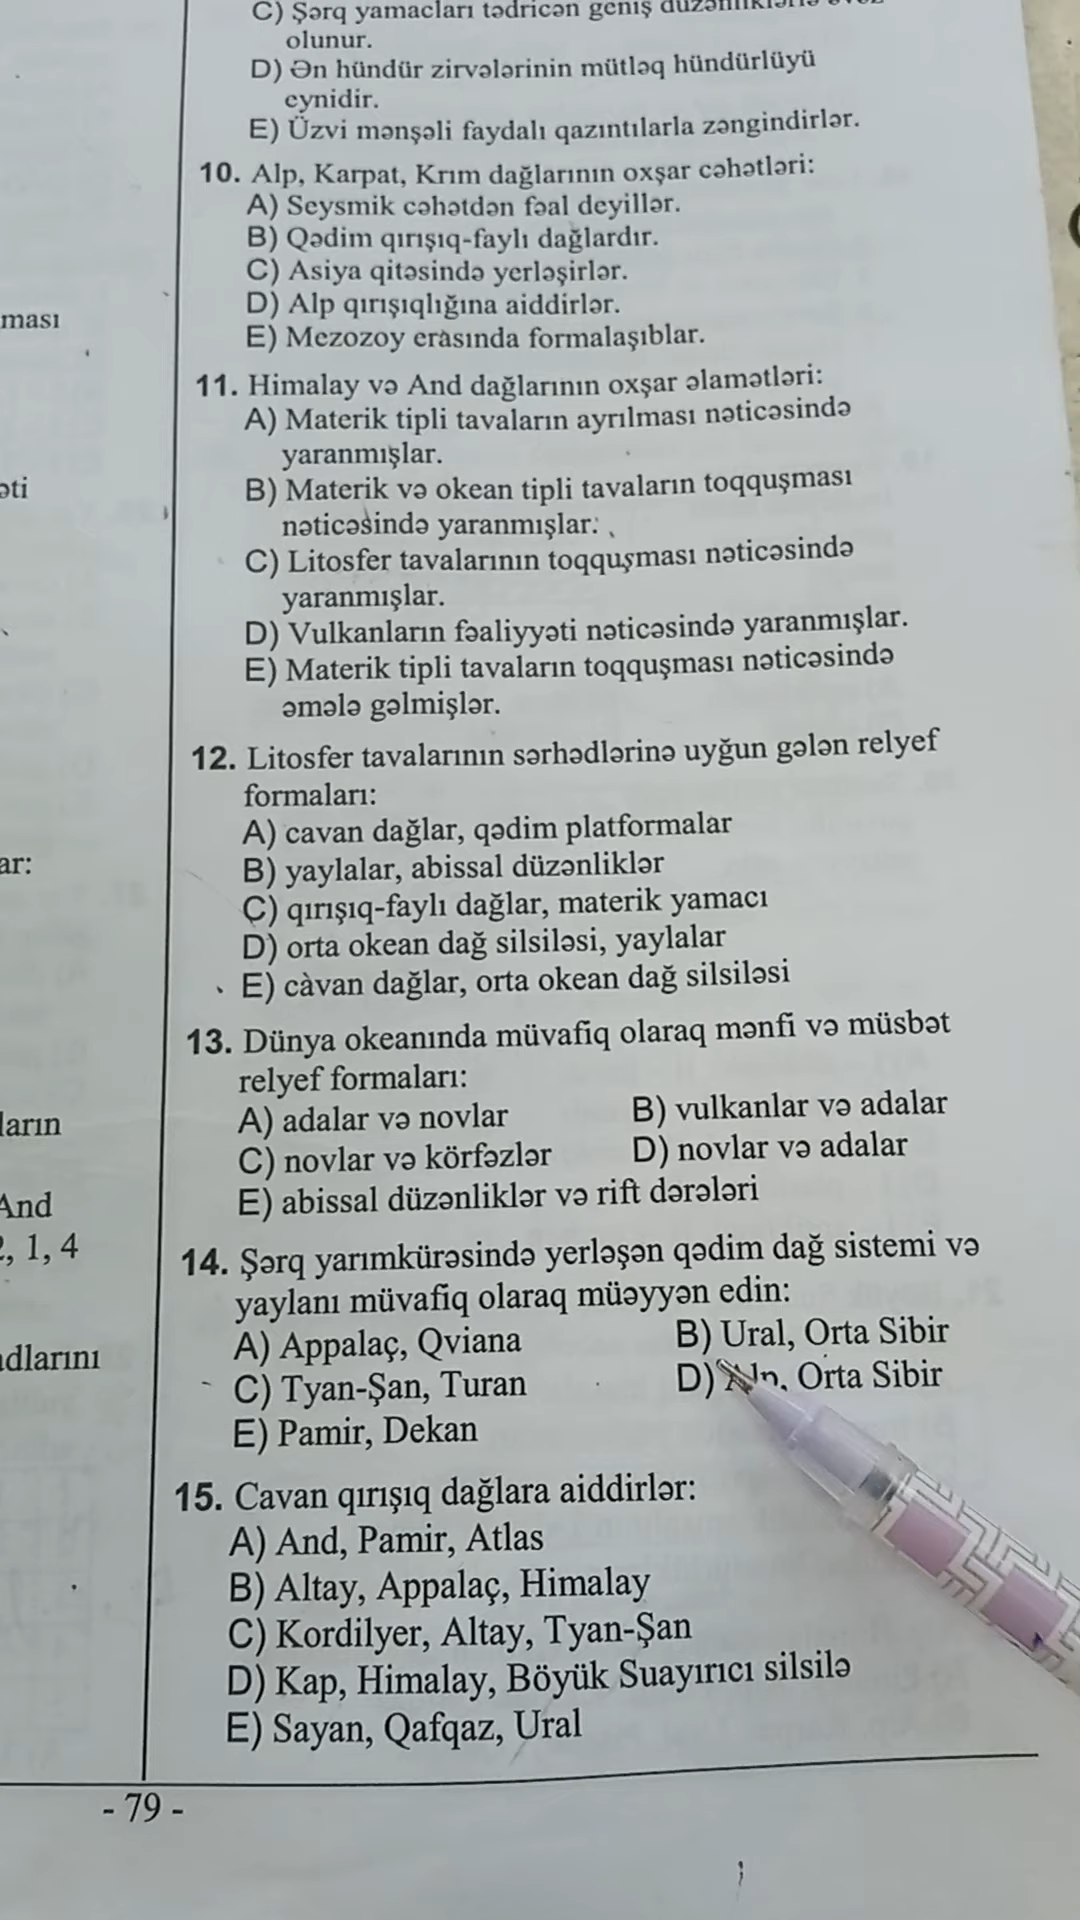 C) Şərq yamacları tədricən geniş
olunur.
D) Ən hündür zirvələrinin mütləq hündürlüyü
eynidir.
E) Üzvi mənşəli faydalı qazıntılarla zəngindirlər.
10. Alp, Karpat, Krım dağlarının oxşar cəhətləri:
A) Seysmik cəhətdən fəal deyillər.
B) Qədim qırışıq-faylı dağlardır.
C) Asiya qitəsində yerləşirlər.
D) Alp qırışıqlığına aiddirlər.
E) Mezozoy erasında formalaşıblar.
11. Himalay və And dağlarının oxşar əlamətləri:
A) Materik tipli tavaların ayrılması nəticəsində
yaranmışlar.
B) Materik və okean tipli tavaların toqquşması
nəticəsində yaranmışlar.
C) Litosfer tavalarının toqquşması nəticəsində
yaranmışlar.
D) Vulkanların fəaliyyəti nəticəsində yaranmışlar.
E) Materik tipli tavaların toqquşması nəticəsində
əmələ gəlmişlər.
12. Litosfer tavalarının sərhədlərinə uyğun gələn relyef
formaları:
A) cavan dağlar, qədim platformalar
B) yaylalar, abissal düzənliklər
C) qırışıq-faylı dağlar, materik yamacı
D) orta okean dağ silsiləsi, yaylalar
E) cavan dağlar, orta okean dağ silsiləsi
13. Dünya okeanında müvafiq olaraq mənfi və müsbət
relyef formaları:
A) adalar və novlar B) vulkanlar və adalar
C) novlar və körfəzlər D) novlar və adalar
E) abissal düzənliklər və rift dərələri
14. Şərq yarımkürəsində yerləşən qədim dağ sistemi və
yaylanı müvafiq olaraq müəyyən edin:
A) Appalaç, Qviana B) Ural, Orta Sibir
C) Tyan-Şan, Turan D) Orta Sibir
E) Pamir, Dekan
15. Cavan qırışıq dağlara aiddirlər:
A) And, Pamir, Atlas
B) Altay, Appalaç, Himalay
C) Kordilyer, Altay, Tyan-Şan
D) Kap, Himalay, Böyük Suayırıcı silsilə
E) Sayan, Qafqaz, Ural
- 79 -
ması
əti
ar:
ların
And
2, 1, 4
adlarını